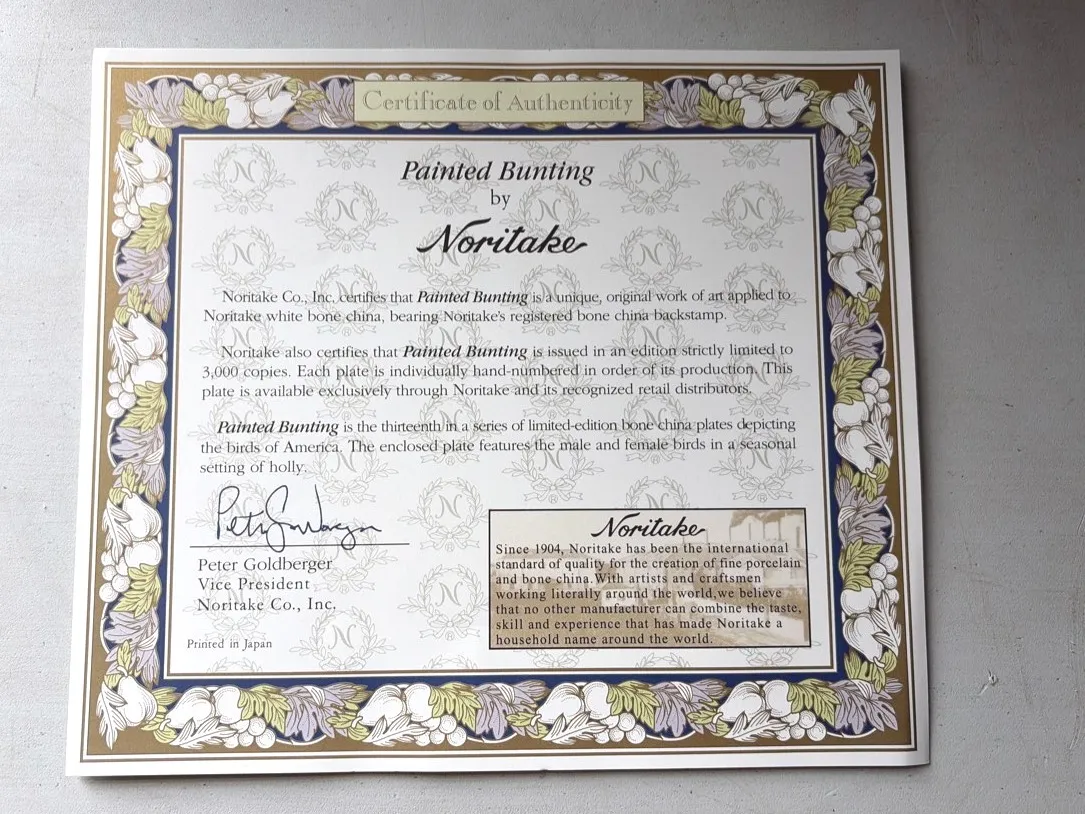 Certificate of Authenticity
Painted Bunting
by
Noritake
Noritake Co., Inc. certifies that Painted Bunting is a unique, original work of art applied to
Noritake white bone china, bearing Noritake's registered bone china backstamp.
Noritake also certifies that Painted Bunting is issued in an edition strictly limited to
3,000 copies. Each plate is individually hand-numbered in order of its production. This
plate is available exclusively through Noritake and its recognized retail distributors.
Painted Bunting is the thirteenth in a series of limited-edition bone china plates depicting
the birds of America. The enclosed plate features the male and female birds in a seasonal
setting of holly.
Peter Goldberger
Vice President
Noritake Co., Inc.
Printed in Japan
Noritake
Since 1904, Noritake has been the international
standard of quality for the creation of fine porcelain
and bone china. With artists and craftsmen
working literally around the world, we believe
that no other manufacturer can combine the taste,
skill and experience that has made Noritake a
household name around the world.